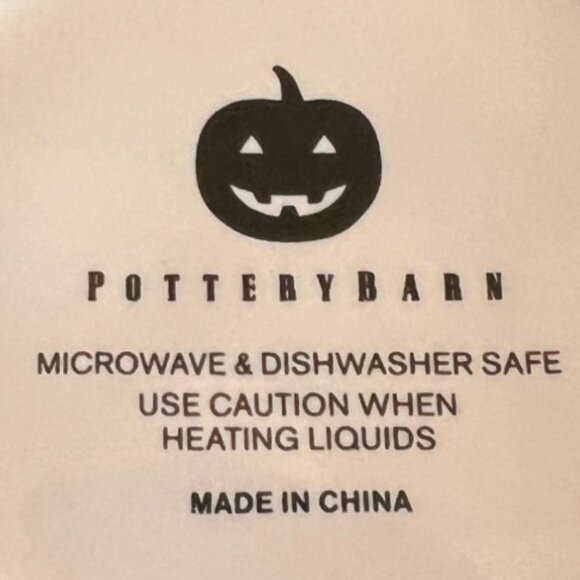 POTTERYBARN
MICROWAVE & DISHWASHER SAFE
USE CAUTION WHEN
HEATING LIQUIDS
MADE IN CHINA